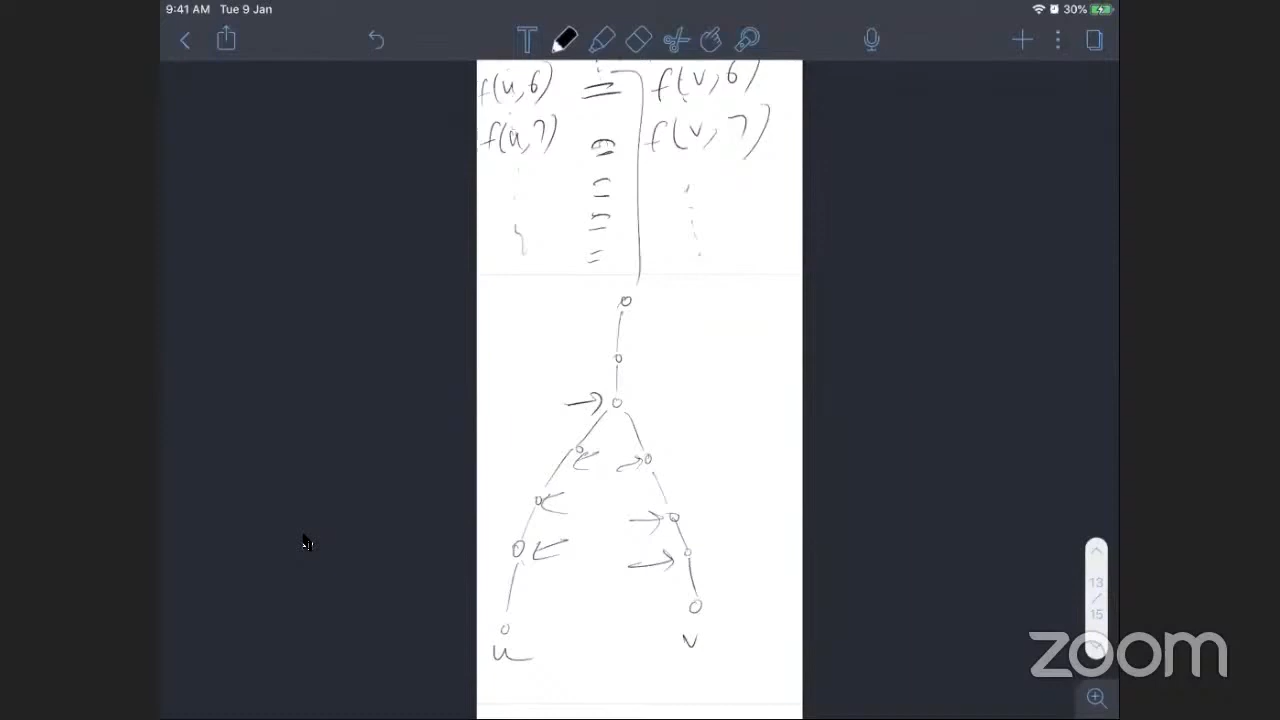 9:41 AM Tue 9 Jan 30%
T
f(u,6) = f(v,6)
f(u,7) = f(v,7)
=
=
=
u v
13
/
15
zoom